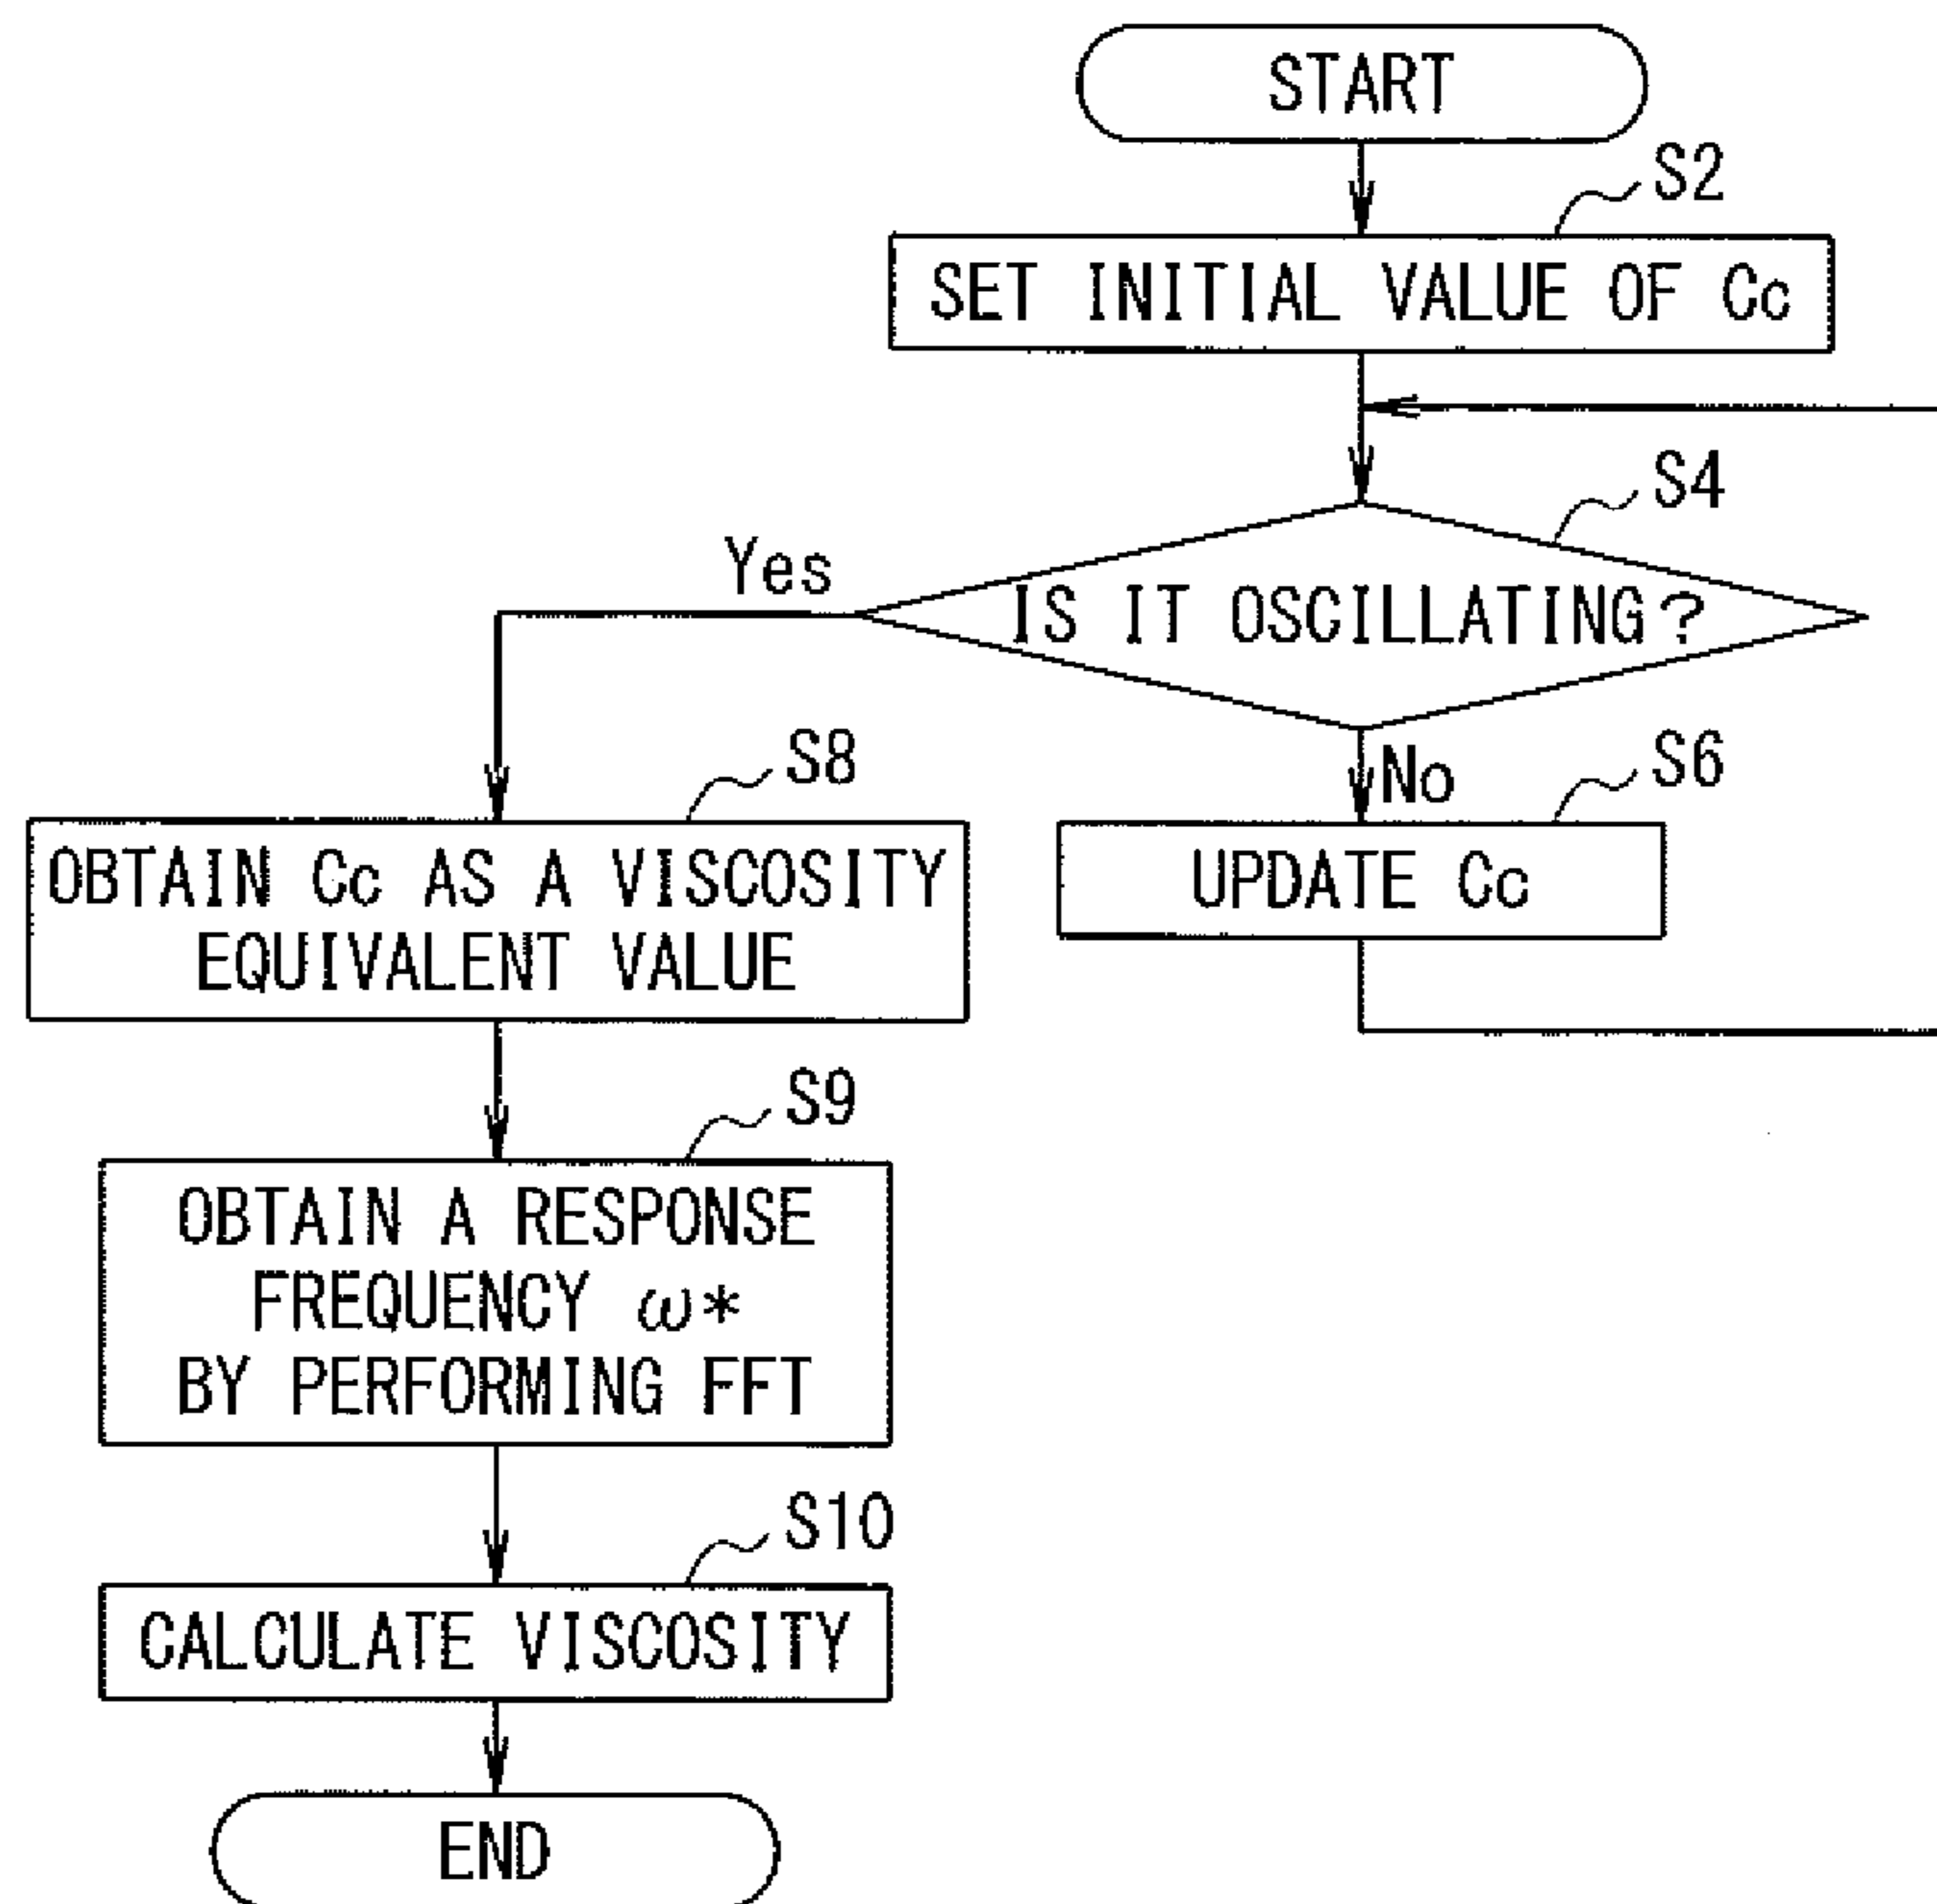 START
S2
SET INITIAL VALUE OF Cc
S4
Yes
IS IT OSCILLATING?
No
S6
UPDATE Cc
S8
OBTAIN Cc AS A VISCOSITY
EQUIVALENT VALUE
S9
OBTAIN A RESPONSE
FREQUENCY ω*
BY PERFORMING FFT
S10
CALCULATE VISCOSITY
END